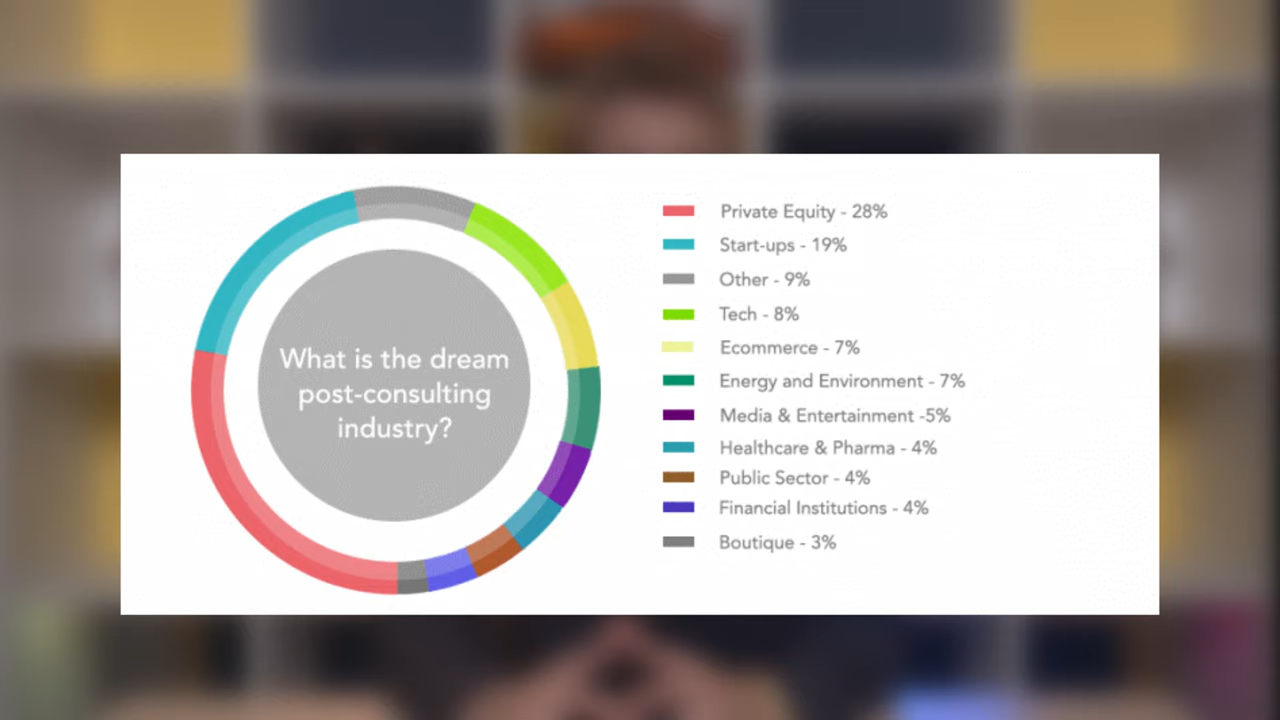 What is the dream
post-consulting
industry?
Private Equity - 28%
Start-ups - 19%
Other - 9%
Tech - 8%
Ecommerce - 7%
Energy and Environment - 7%
Media & Entertainment -5%
Healthcare & Pharma - 4%
Public Sector - 4%
Financial Institutions - 4%
Boutique - 3%